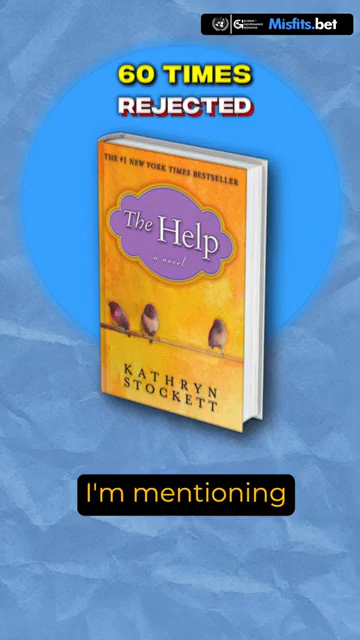 Misfits.bet
60 TIMES
REJECTED
THE #1 NEW YORK TIMES BESTSELLER
The Help
a novel
KATHRYN
STOCKETT
I'm mentioning